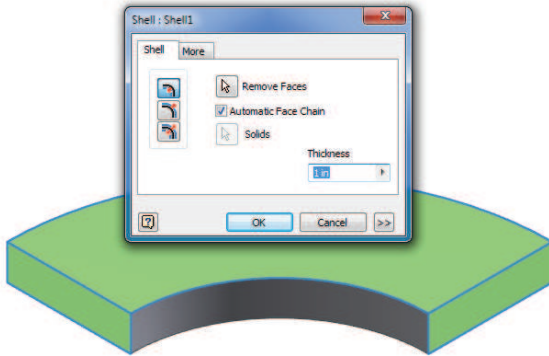 Shell : Shell1
Shell More
Remove Faces
Automatic Face Chain
Solids
Thickness
1 in
OK Cancel >>